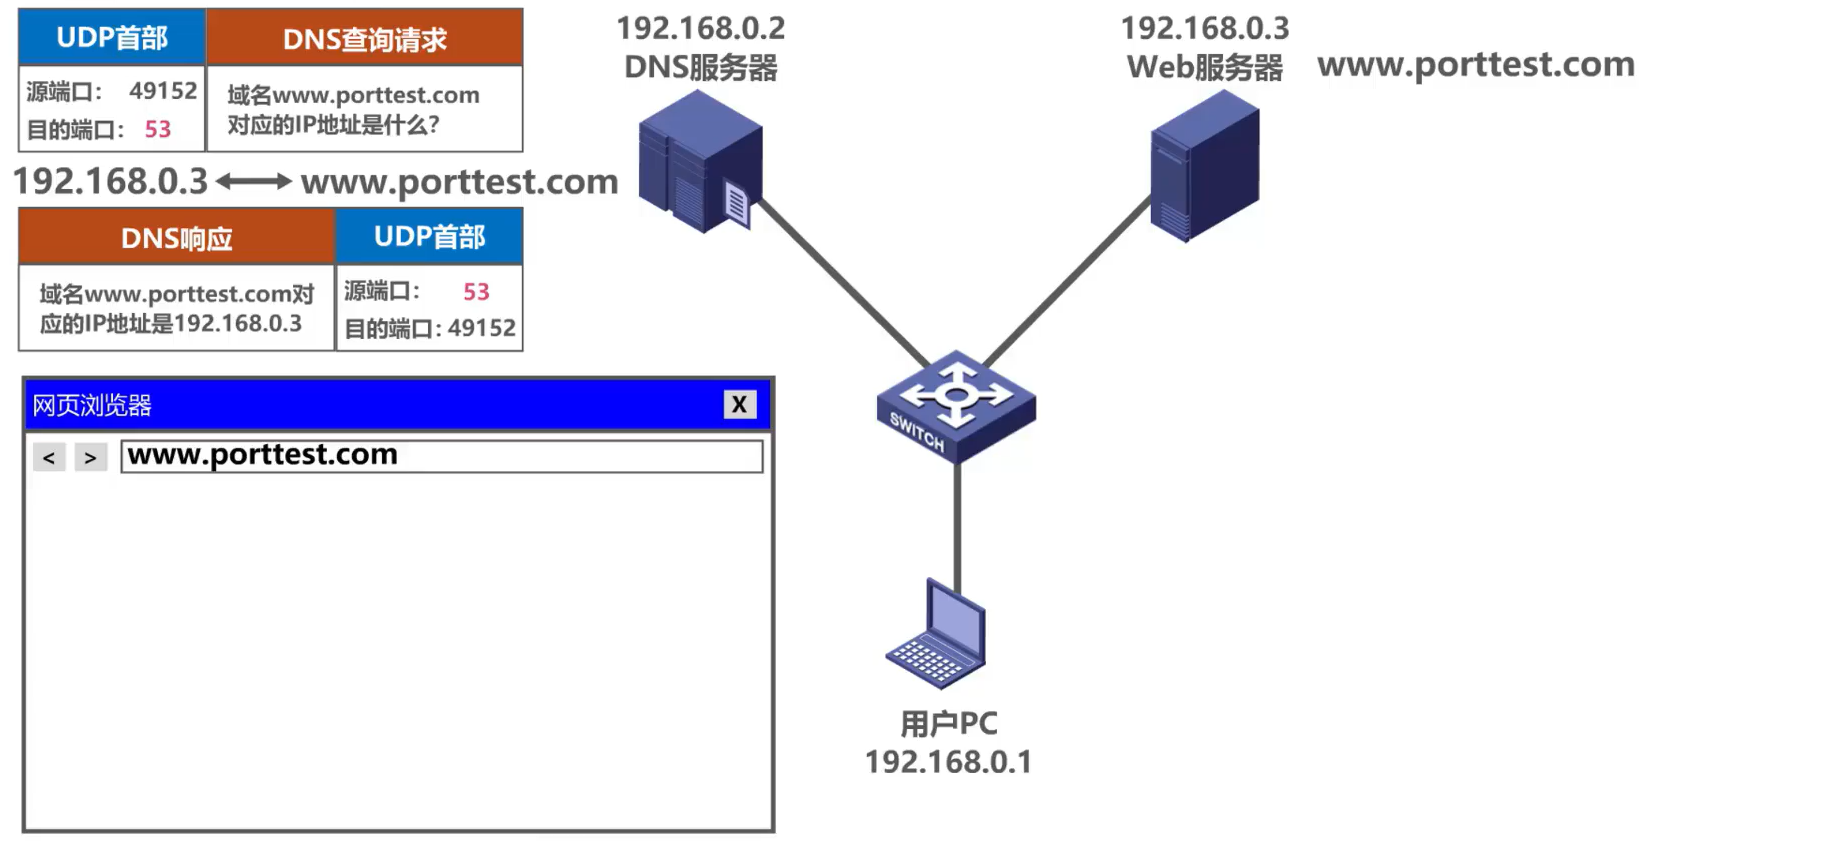 UDP首部 DNS查询请求
源端口： 49152
目的端口： 53
域名www.porttest.com
对应的IP地址是什么？
192.168.0.3 www.porttest.com
DNS响应 UDP首部
域名www.porttest.com对
应的IP地址是192.168.0.3
源端口： 53
目的端口：49152
网页浏览器 X
< > www.porttest.com
192.168.0.2
DNS服务器
192.168.0.3
Web服务器 www.porttest.com
SWITCH
用户PC
192.168.0.1